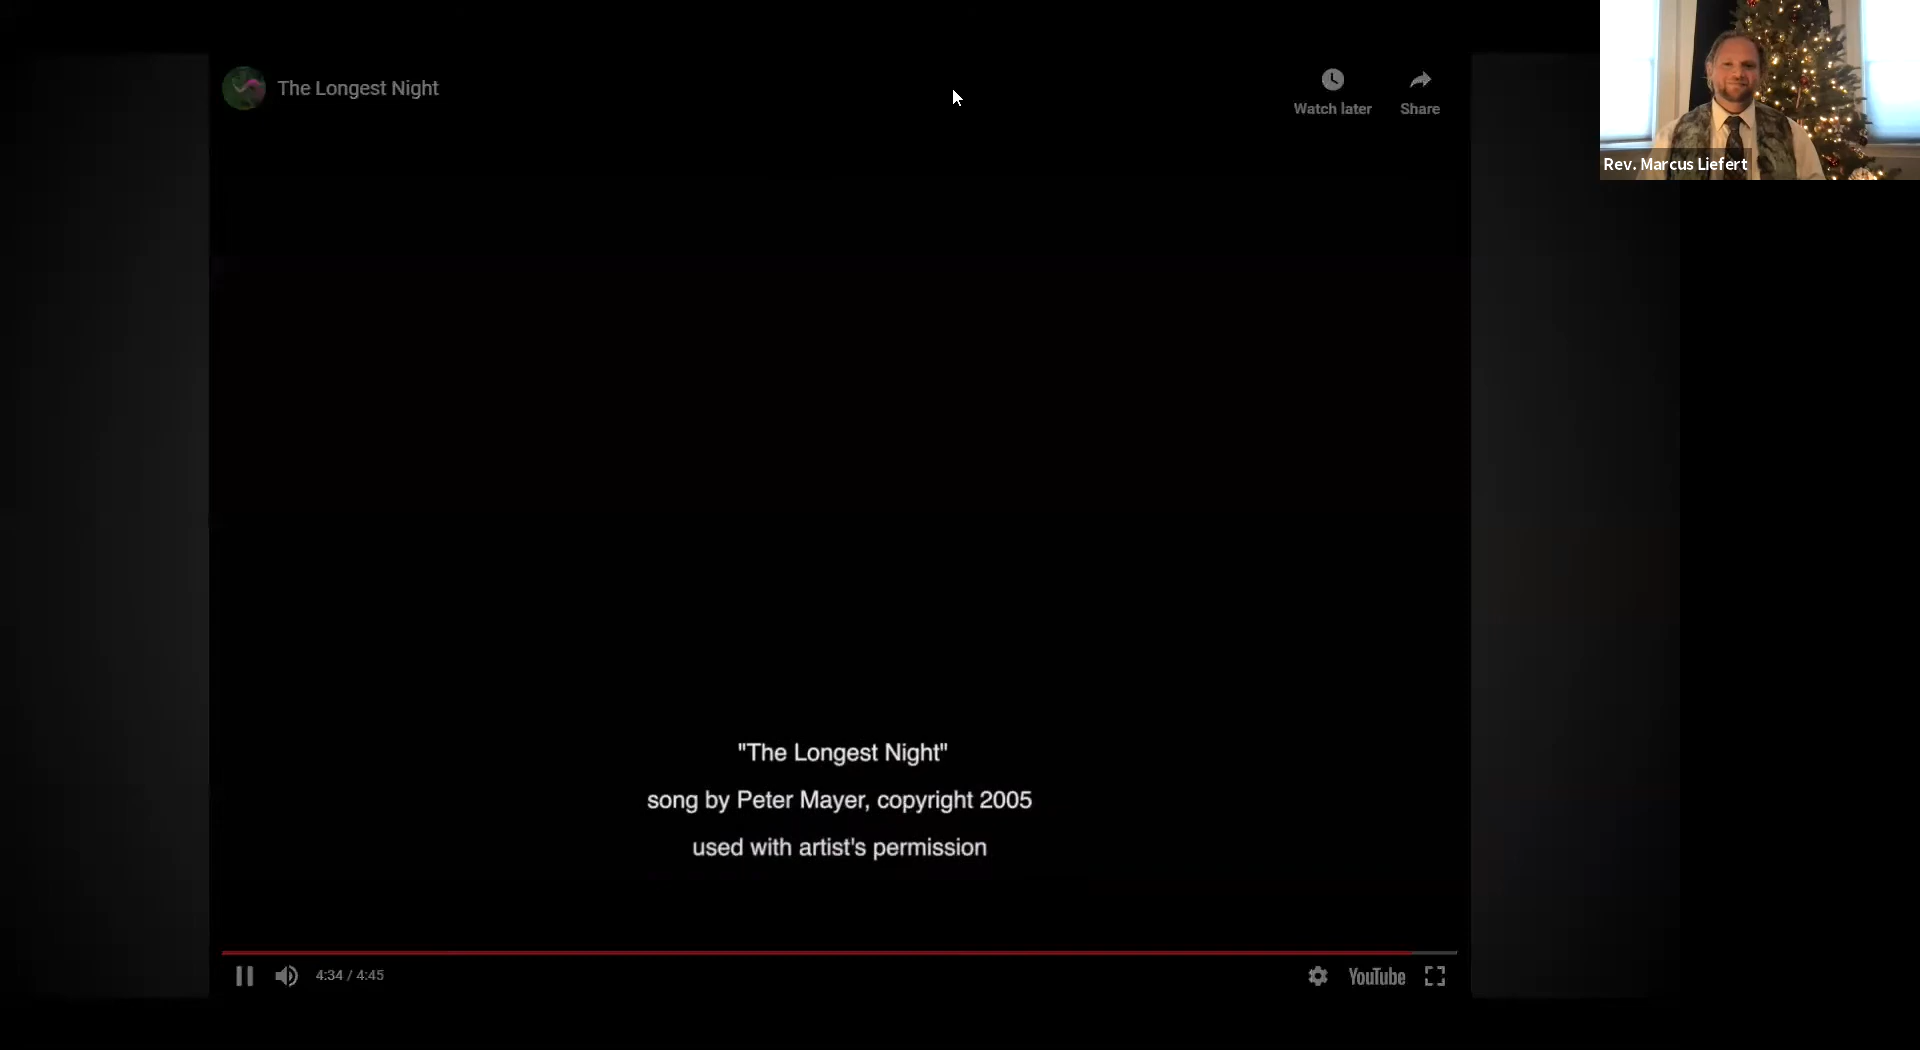 The Longest Night
Watch later
Share
Rev. Marcus Liefert
"The Longest Night"
song by Peter Mayer, copyright 2005
used with artist's permission
4:34 / 4:45
YouTube